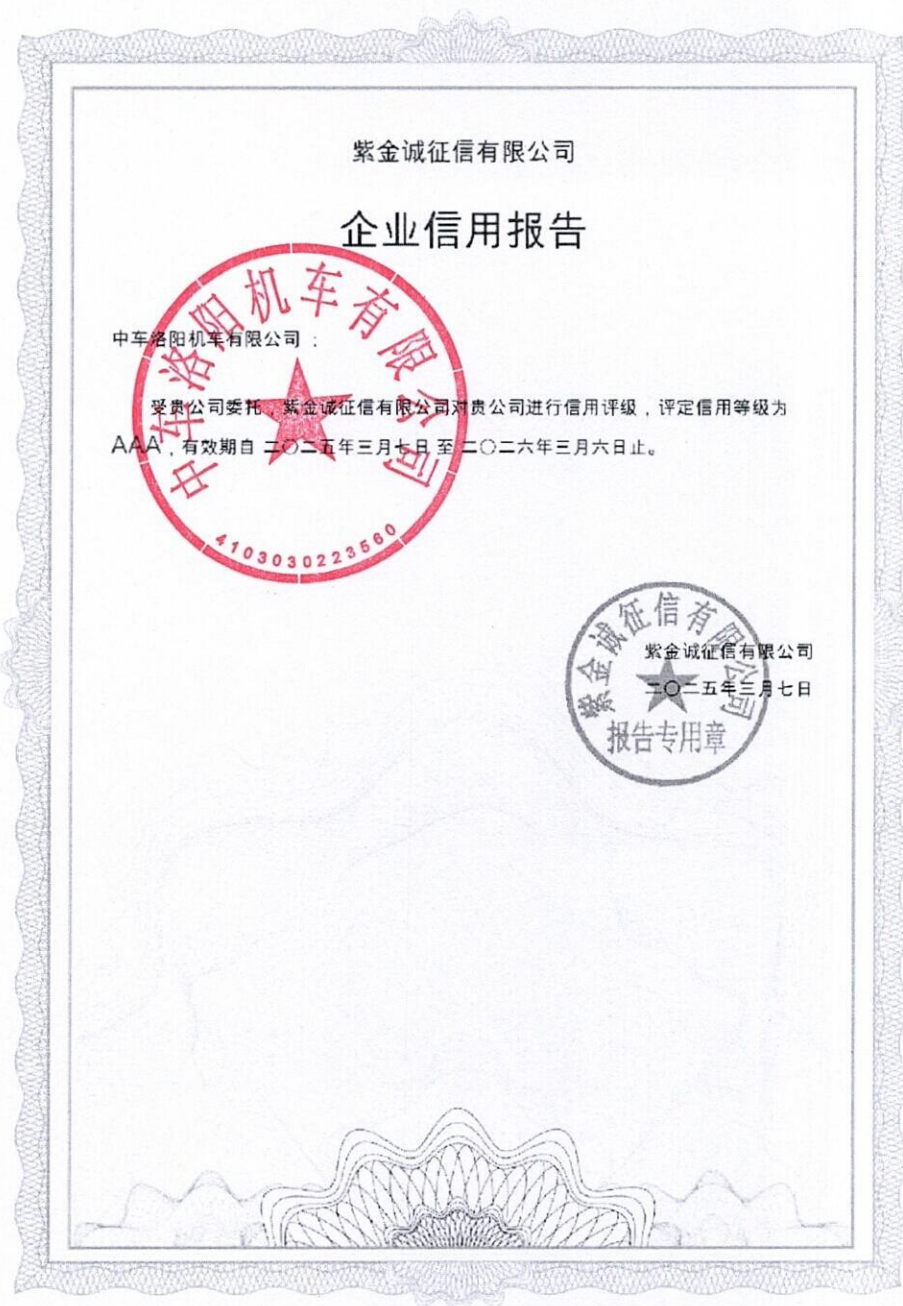 紫金诚征信有限公司
企业信用报告
中车洛阳机车有限公司：
受贵公司委托，紫金诚征信有限公司对贵公司进行信用评级，评定信用等级为
AAA，有效期自 二〇二五年三月七日 至 二〇二六年三月六日止。
中车洛阳机车有限公司
4103030223560
紫金诚征信有限公司
二〇二五年三月七日
紫金诚征信有限公司
报告专用章